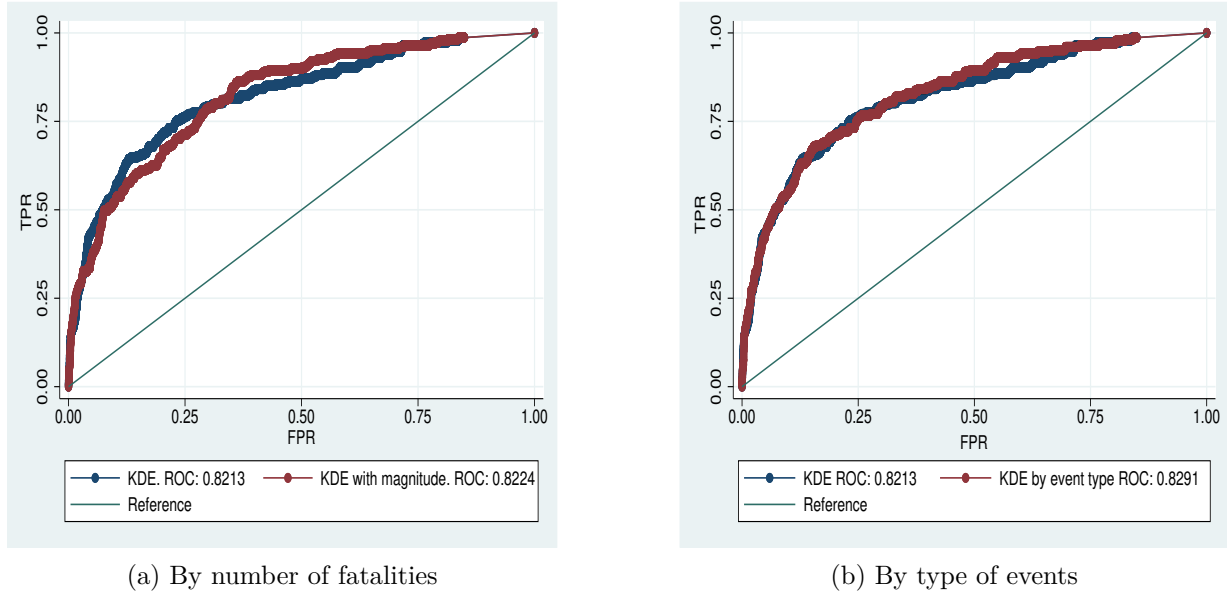 1.00
0.75
TPR
0.50
0.25
0.00
0.00 0.25 0.50 0.75 1.00
FPR
KDE. ROC: 0.8213 KDE with magnitude. ROC: 0.8224
Reference
(a) By number of fatalities
1.00
0.75
TPR
0.50
0.25
0.00
0.00 0.25 0.50 0.75 1.00
FPR
KDE ROC: 0.8213 KDE by event type ROC: 0.8291
Reference
(b) By type of events